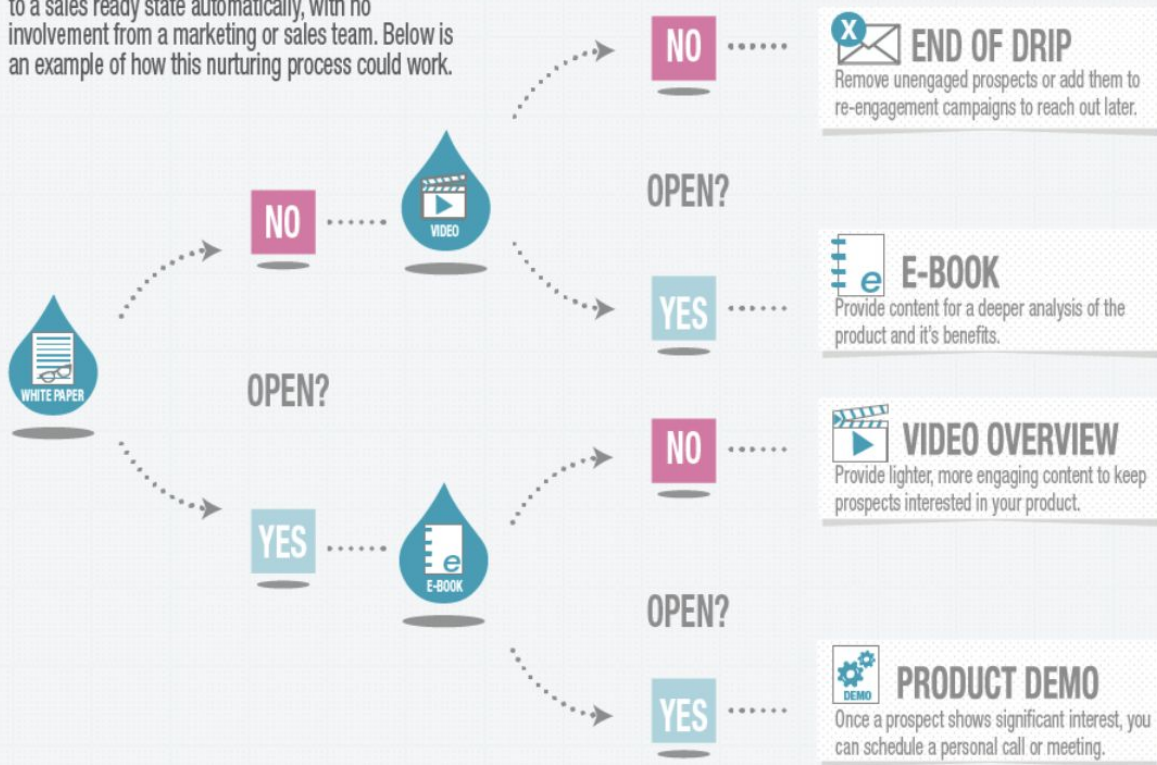 to a sales ready state automatically, with no
involvement from a marketing or sales team. Below is
an example of how this nurturing process could work.
WHITE PAPER
OPEN?
NO
VIDEO
YES
e
E-BOOK
OPEN?
NO
X
END OF DRIP
Remove unengaged prospects or add them to
re-engagement campaigns to reach out later.
YES
e
E-BOOK
Provide content for a deeper analysis of the
product and it's benefits.
OPEN?
NO
VIDEO OVERVIEW
Provide lighter, more engaging content to keep
prospects interested in your product.
YES
DEMO
PRODUCT DEMO
Once a prospect shows significant interest, you
can schedule a personal call or meeting.